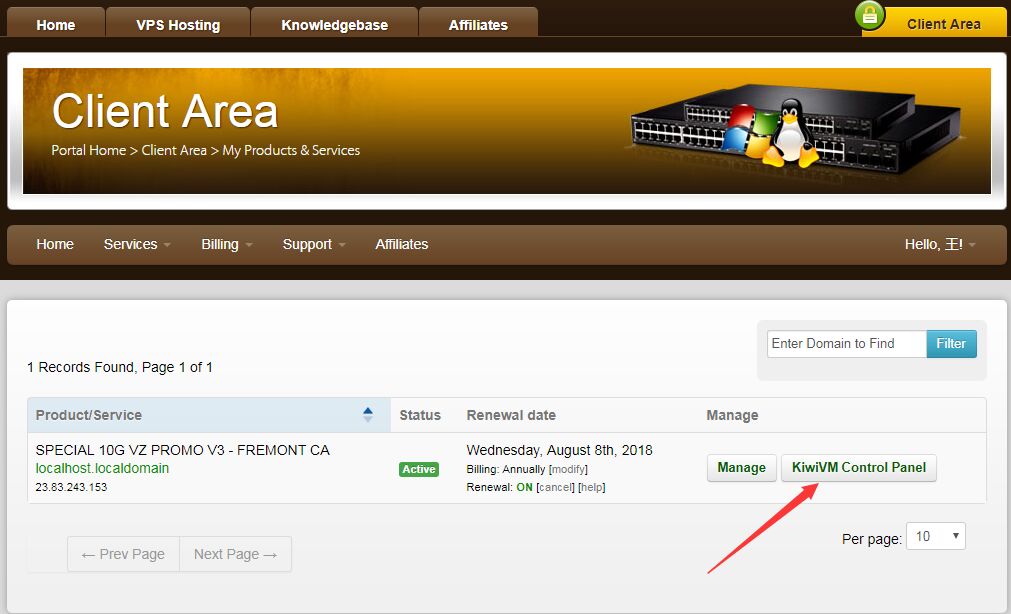 Home VPS Hosting Knowledgebase Affiliates Client Area
Client Area
Portal Home > Client Area > My Products & Services
Home Services Billing Support Affiliates Hello, 王!
Enter Domain to Find Filter
1 Records Found, Page 1 of 1
Product/Service Status Renewal date Manage
SPECIAL 10G VZ PROMO V3 - FREMONT CA
localhost.localdomain
23.83.243.153
Active
Wednesday, August 8th, 2018
Billing: Annually [modify]
Renewal: ON [cancel] [help]
Manage KiwiVM Control Panel
← Prev Page Next Page →
Per page: 10